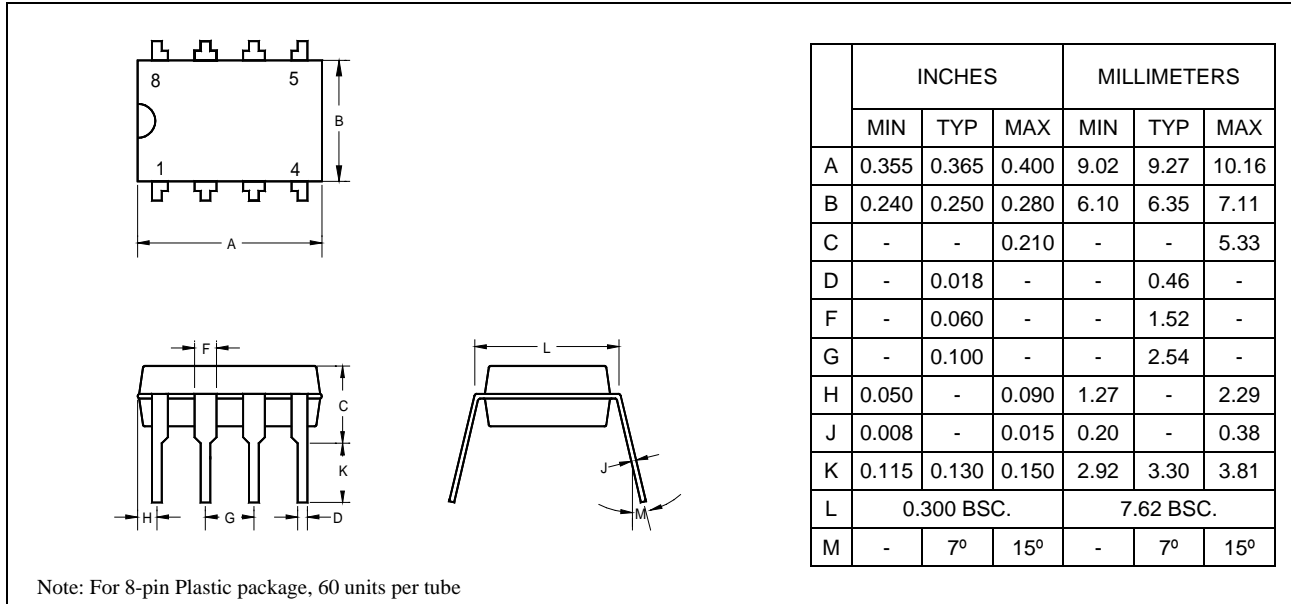 8 5
B
1 4
A
F
L
C
J
K
H G D
M
INCHES MILLIMETERS
MIN TYP MAX MIN TYP MAX
A 0.355 0.365 0.400 9.02 9.27 10.16
B 0.240 0.250 0.280 6.10 6.35 7.11
C - - 0.210 - - 5.33
D - 0.018 - - 0.46 -
F - 0.060 - - 1.52 -
G - 0.100 - - 2.54 -
H 0.050 - 0.090 1.27 - 2.29
J 0.008 - 0.015 0.20 - 0.38
K 0.115 0.130 0.150 2.92 3.30 3.81
L 0.300 BSC. 7.62 BSC.
M - 7º 15º - 7º 15º
Note: For 8-pin Plastic package, 60 units per tube